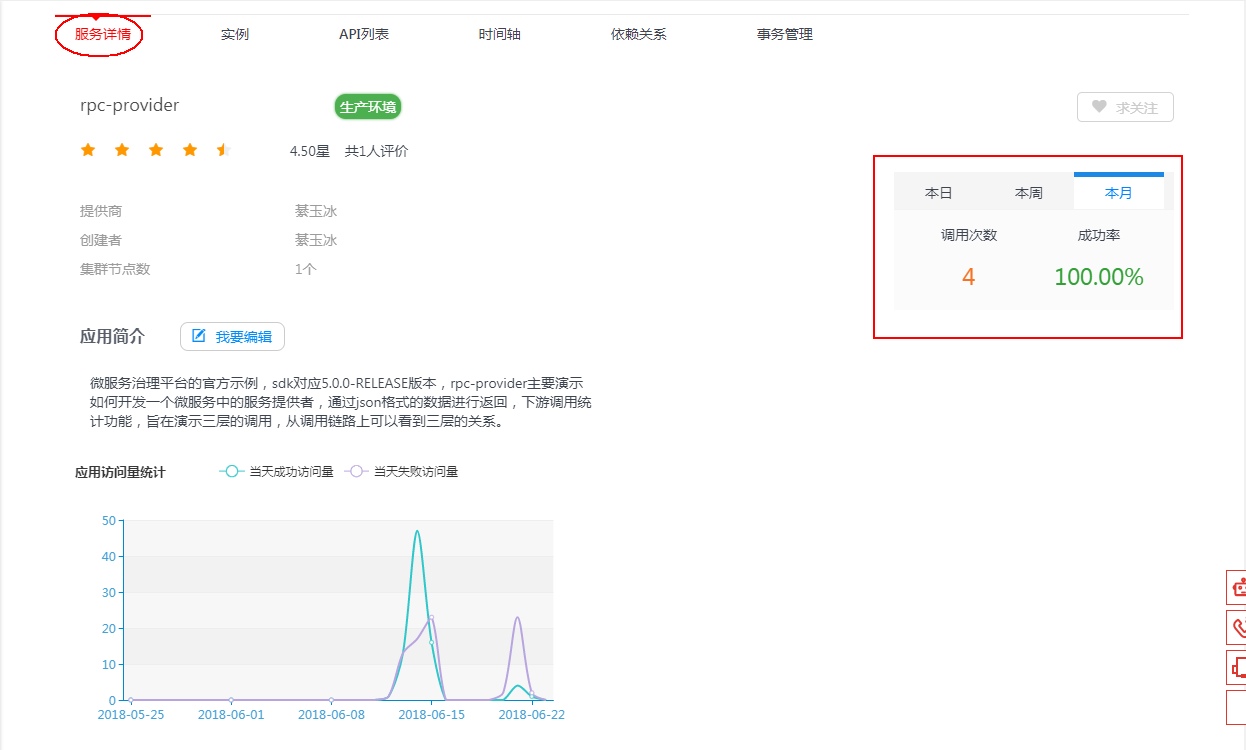 服务详情 实例 API列表 时间轴 依赖关系 事务管理
rpc-provider 生产环境 求关注
4.50星 共1人评价
本日 本周 本月
提供商 綦玉冰
调用次数 成功率
创建者 綦玉冰
集群节点数 1个
4 100.00%
应用简介 我要编辑
微服务治理平台的官方示例，sdk对应5.0.0-RELEASE版本，rpc-provider主要演示
如何开发一个微服务中的服务提供者，通过json格式的数据进行返回，下游调用统
计功能，旨在演示三层的调用，从调用链路上可以看到三层的关系。
应用访问量统计 当天成功访问量 当天失败访问量
50
40
30
20
10
0
2018-05-25 2018-06-01 2018-06-08 2018-06-15 2018-06-22